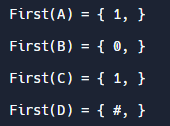 First(A) = { 1, }
First(B) = { 0, }
First(C) = { 1, }
First(D) = { #, }